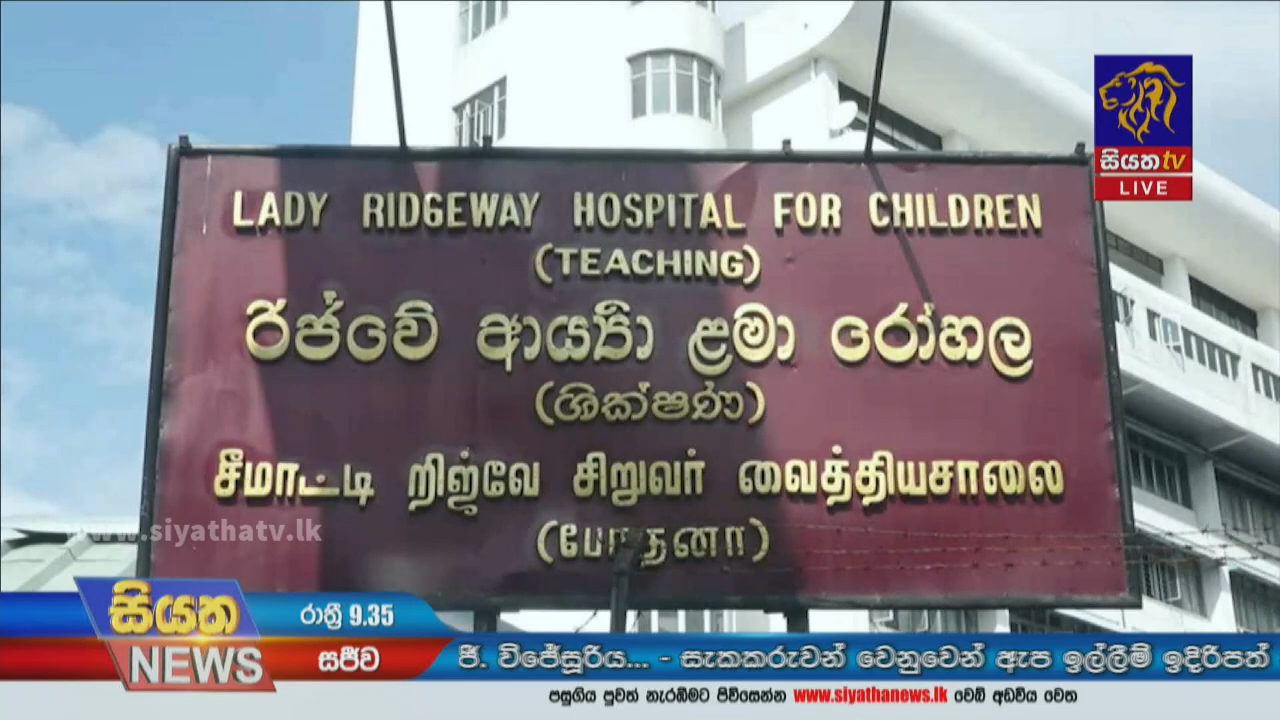 සියත tv
LIVE
LADY RIDGEWAY HOSPITAL FOR CHILDREN
(TEACHING)
රිජ්වේ ආර්‍ය්‍යා ළමා රෝහල
(ශික්ෂණ)
சீமாட்டி றிஜ்வே சிறுவர் வைத்தியசாலை
(போதனா)
www.siyathatv.lk
සියත
NEWS
රාත්‍රී 9.35
සජීව
ජී. විජේසූරිය... - සැකකරුවන් වෙනුවෙන් ඇප ඉල්ලීම් ඉදිරිපත්
පසුගිය පුවත් නැරඹීමට පිවිසෙන්න www.siyathanews.lk වෙබ් අඩවිය වෙත